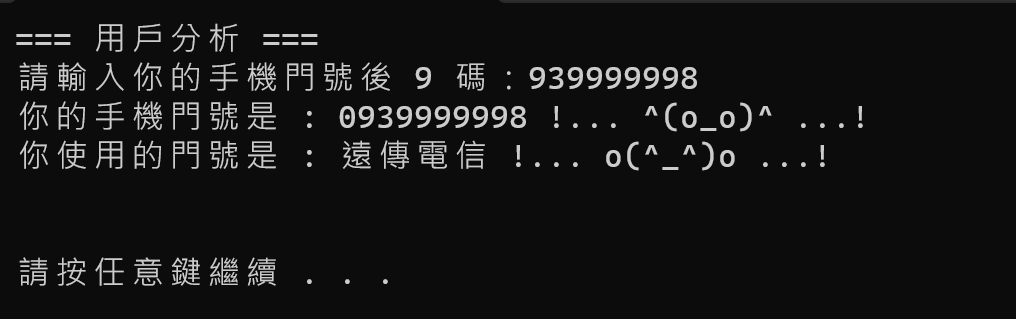 === 用戶分析 ===
請輸入你的手機門號後 9 碼：939999998
你的手機門號是 : 0939999998 !... ^(o_o)^ ...!
你使用的門號是 : 遠傳電信 !... o(^_^)o ...!
請按任意鍵繼續 . . .